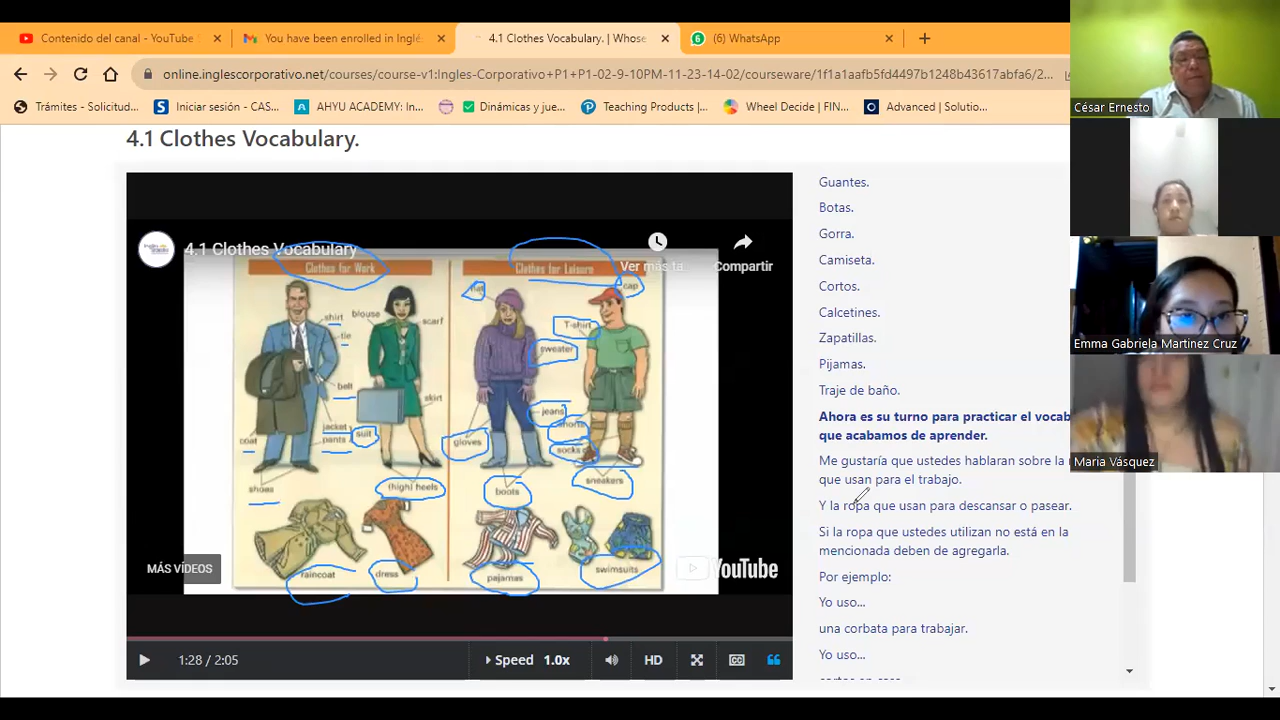 Contenido del canal - YouTube
You have been enrolled in Inglé
4.1 Clothes Vocabulary. | Whose
(6) WhatsApp
online.inglescorporativo.net/courses/course-v1:Ingles-Corporativo+P1+P1-02-9-10PM-11-23-14-02/courseware/1f1a1aafb5fd4497b1248b43617abfa6/2...
Trámites - Solicitud...
Iniciar sesión - CAS...
AHYU ACADEMY: In...
Dinámicas y jue...
Teaching Products |...
Wheel Decide | FIN...
Advanced | Solutio...
César Ernesto
Emma Gabriela Martinez Cruz
Maria Vásquez
4.1 Clothes Vocabulary.
4.1 Clothes Vocabulary
Ver más ta
Compartir
Clothes for Work
Clothes for Leisure
shirt
blouse
tie
scarf
belt
skirt
coat
jacket
pants
suit
shoes
(high) heels
raincoat
dress
hat
cap
T-shirt
sweater
jeans
shorts
gloves
socks
sneakers
boots
pajamas
swimsuits
MÁS VÍDEOS
YouTube
1:28 / 2:05
Speed 1.0x
HD
Guantes.
Botas.
Gorra.
Camiseta.
Cortos.
Calcetines.
Zapatillas.
Pijamas.
Traje de baño.
Ahora es su turno para practicar el vocab
que acabamos de aprender.
Me gustaría que ustedes hablaran sobre la
que usan para el trabajo.
Y la ropa que usan para descansar o pasear.
Si la ropa que ustedes utilizan no está en la
mencionada deben de agregarla.
Por ejemplo:
Yo uso...
una corbata para trabajar.
Yo uso...